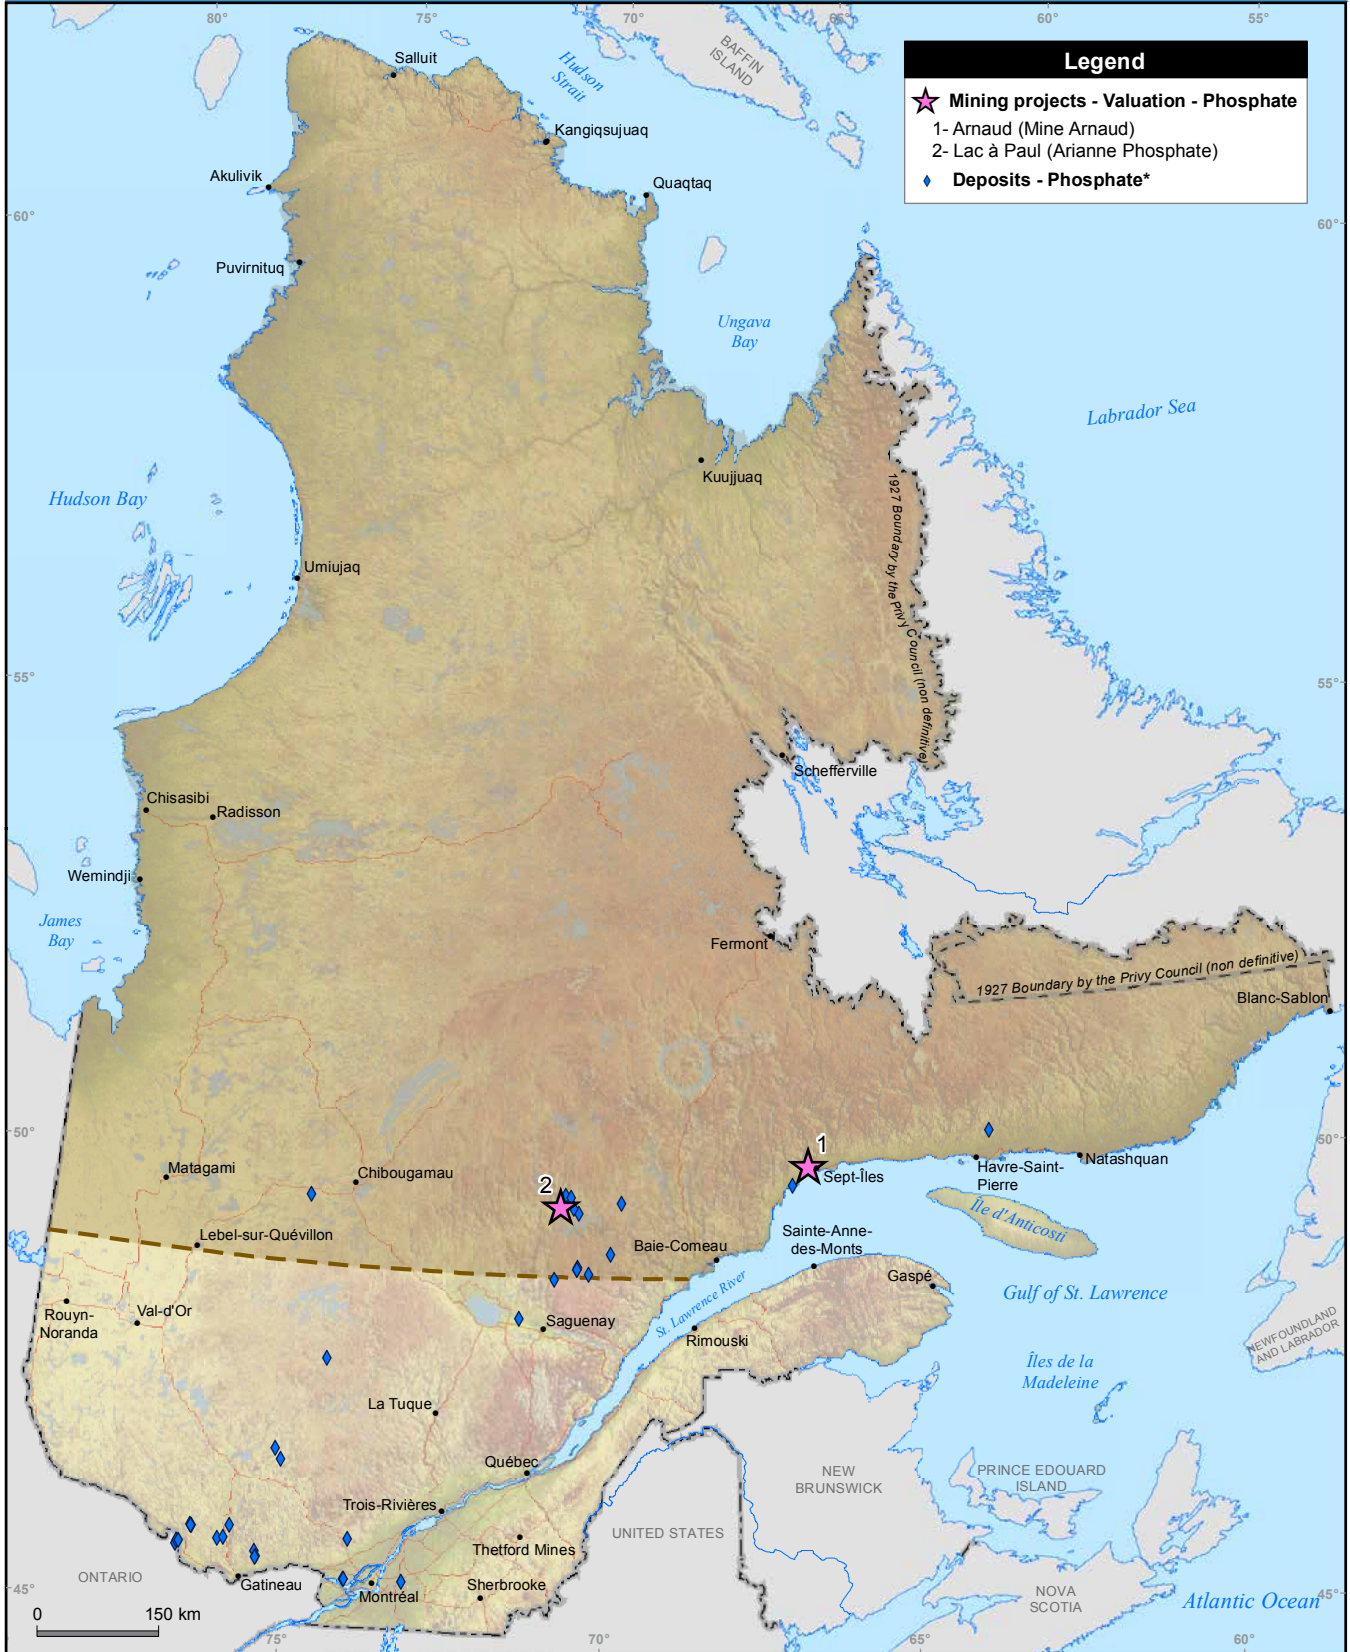 80°
75°
70°
65°
60°
55°
Legend
Mining projects - Valuation - Phosphate
1- Arnaud (Mine Arnaud)
2- Lac à Paul (Arianne Phosphate)
Deposits - Phosphate*
BAFFIN
ISLAND
Hudson
Strait
Salluit
Kangiqsujuaq
Akulivik
Quaqtaq
60°
60°
Puvirnituq
Ungava
Bay
Labrador Sea
Kuujjuaq
Hudson Bay
1927 Boundary by the Privy Council (non definitive)
Umiujaq
55°
55°
Schefferville
Chisasibi
Radisson
Wemindji
James
Bay
Fermont
1927 Boundary by the Privy Council (non definitive)
Blanc-Sablon
50°
50°
1
Matagami
Chibougamau
2
Sept-Îles
Havre-Saint-
Pierre
Natashquan
Île d'Anticosti
Lebel-sur-Quévillon
Baie-Comeau
Sainte-Anne-
des-Monts
Gaspé
Gulf of St. Lawrence
St. Lawrence River
Rouyn-
Noranda
Val-d'Or
Saguenay
Rimouski
NEWFOUNDLAND
AND LABRADOR
Îles de la
Madeleine
La Tuque
Québec
NEW
BRUNSWICK
PRINCE EDOUARD
ISLAND
Trois-Rivières
UNITED STATES
Thetford Mines
ONTARIO
Gatineau
Montréal
Sherbrooke
NOVA
SCOTIA
Atlantic Ocean
45°
45°
0
150 km
75°
70°
65°
60°